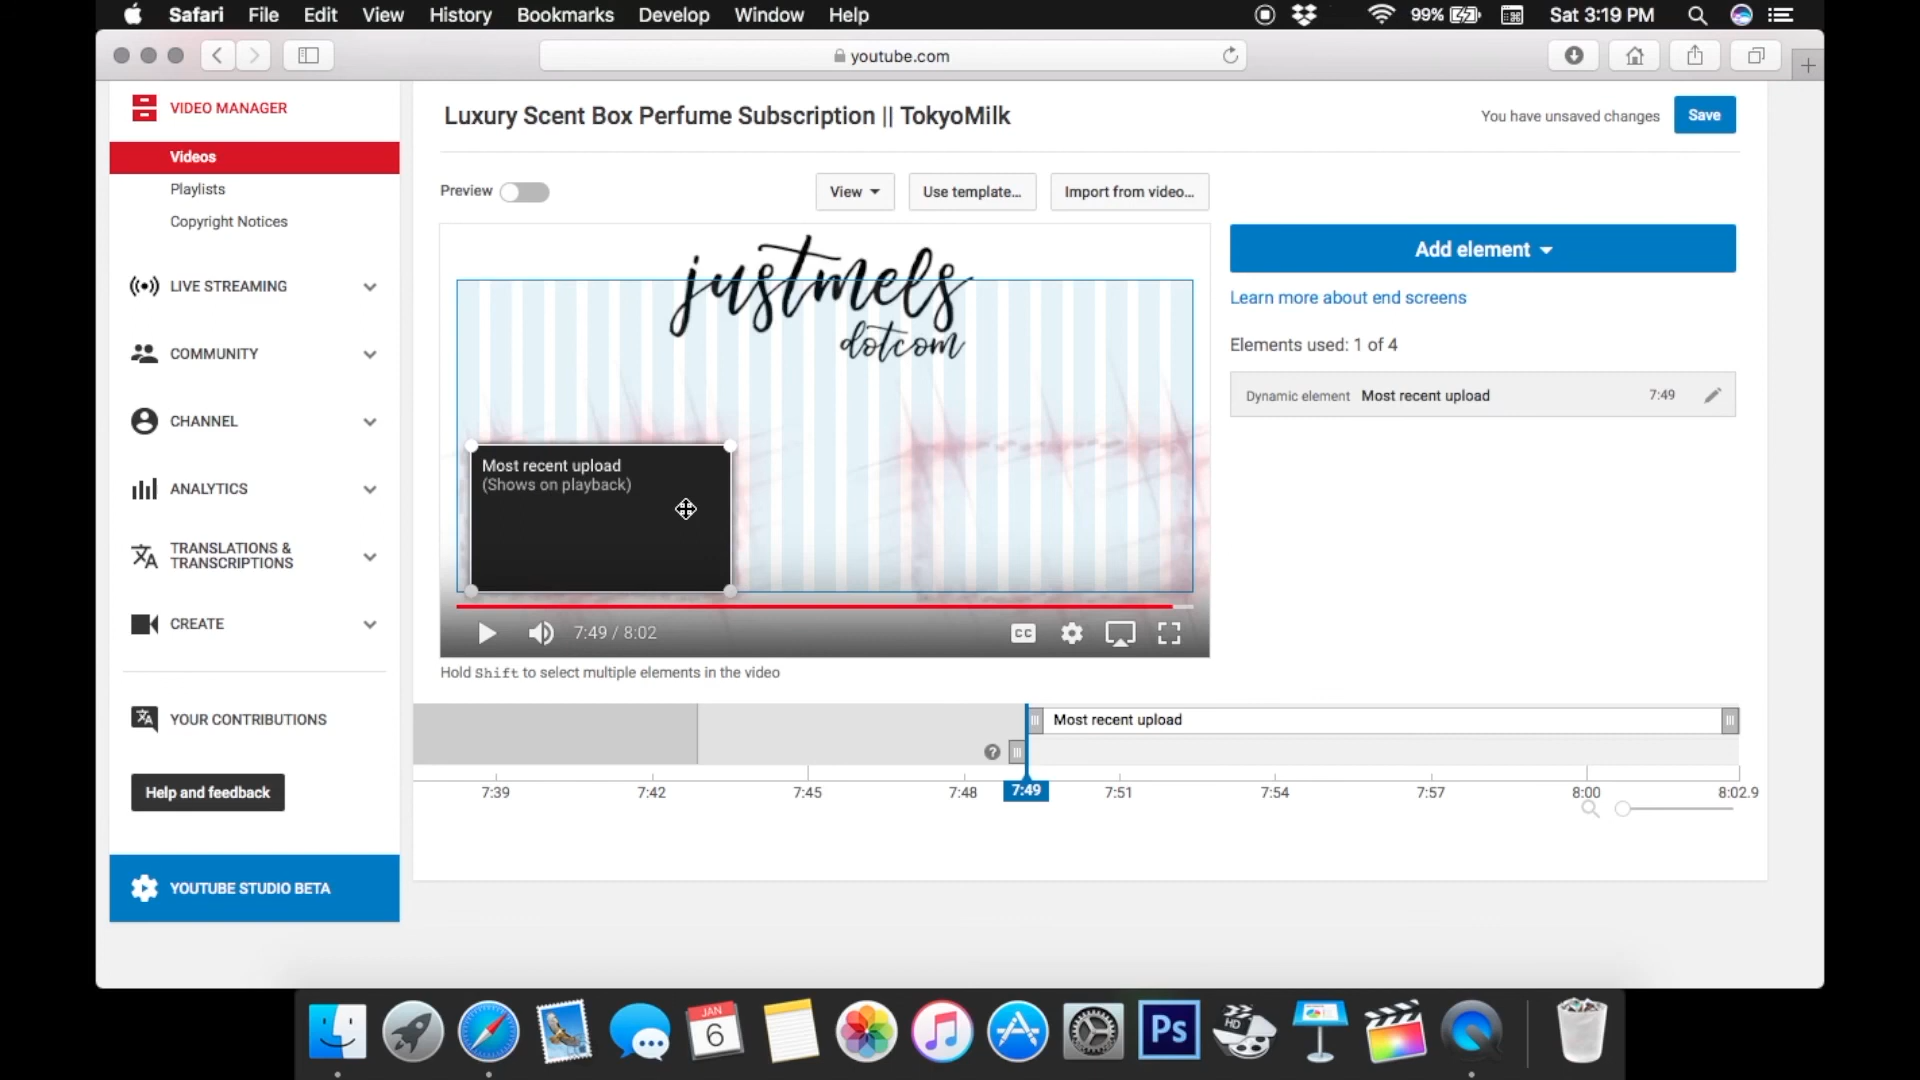 Safari File Edit View History Bookmarks Develop Window Help
99%
Sat 3:19 PM
youtube.com
VIDEO MANAGER
Videos
Playlists
Copyright Notices
LIVE STREAMING
COMMUNITY
CHANNEL
ANALYTICS
TRANSLATIONS &
TRANSCRIPTIONS
CREATE
YOUR CONTRIBUTIONS
Help and feedback
YOUTUBE STUDIO BETA
Luxury Scent Box Perfume Subscription || TokyoMilk
You have unsaved changes
Save
Preview
View
Use template...
Import from video...
justmels
dotcom
Most recent upload
(Shows on playback)
7:49 / 8:02
CC
Hold Shift to select multiple elements in the video
Add element
Learn more about end screens
Elements used: 1 of 4
Dynamic element Most recent upload 7:49
Most recent upload
?
7:39 7:42 7:45 7:48 7:49 7:51 7:54 7:57 8:00 8:02.9
JAN
6
Ps
HD